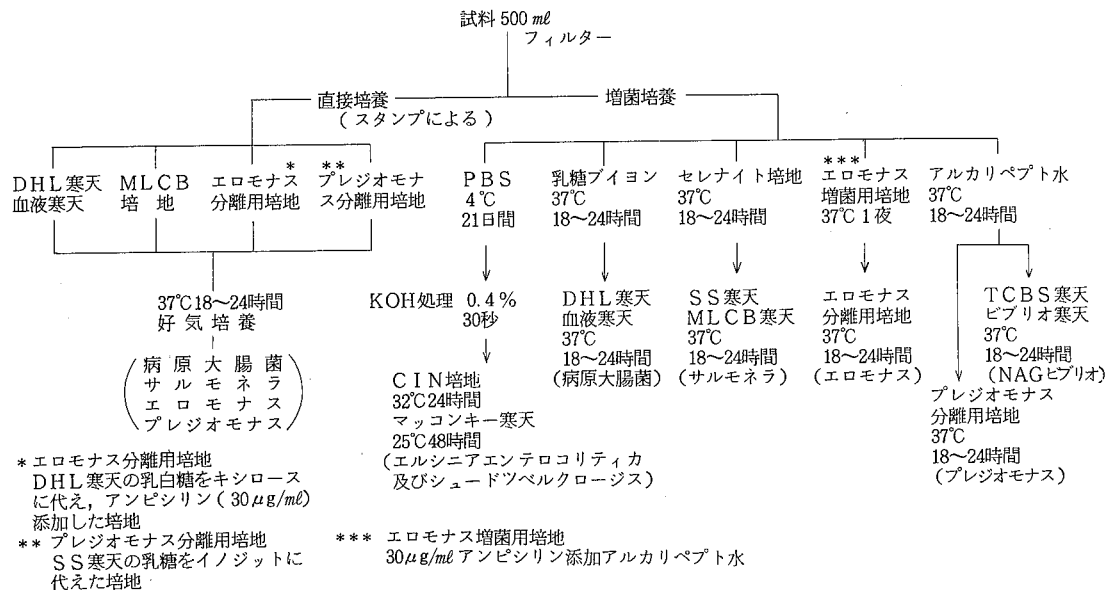 試料 500 ml
フィルター
直接培養
(スタンプによる)
増菌培養
DHL寒天
血液寒天
MLCB
培地
*
エロモナス
分離用培地
**
プレジオモナ
ス分離用培地
37℃ 18〜24時間
好気培養
病原大腸菌
サルモネラ
エロモナス
プレジオモナス
PBS
4℃
21日間
KOH処理 0.4%
30秒
CIN培地
32℃ 24時間
マッコンキー寒天
25℃ 48時間
(エルシニアエンテロコリティカ
及びシュードツベルクロージス)
乳糖ブイヨン
37℃
18〜24時間
DHL寒天
血液寒天
37℃
18〜24時間
(病原大腸菌)
セレナイト培地
37℃
18〜24時間
SS寒天
MLCB寒天
37℃
18〜24時間
(サルモネラ)
***
エロモナス
増菌用培地
37℃ 1夜
エロモナス
分離用培地
37℃
18〜24時間
(エロモナス)
アルカリペプト水
37℃
18〜24時間
TCBS寒天
ビブリオ寒天
37℃
18〜24時間
(NAGビブリオ)
プレジオモナス
分離用培地
37℃
18〜24時間
(プレジオモナス)
* エロモナス分離用培地
DHL寒天の乳白糖をキシロース
に代え,アンピシリン(30μg/ml)
添加した培地
** プレジオモナス分離用培地
SS寒天の乳糖をイノジットに
代えた培地
*** エロモナス増菌用培地
30μg/ml アンピシリン添加アルカリペプト水